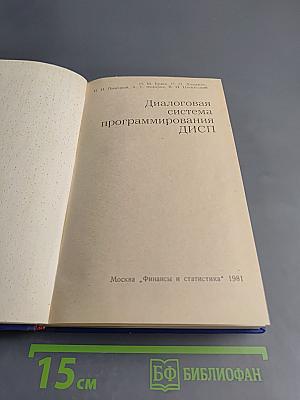 Диалоговая
система
программирования
ДИСП
Москва „Финансы и статистика“ 1981
15 см
БФ БИБЛИОФАН